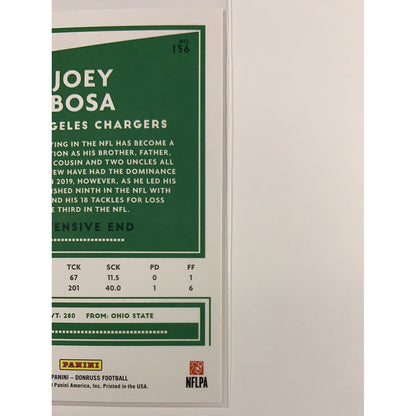 NO
156
JOEY
BOSA
GELES CHARGERS
YING IN THE NFL HAS BECOME A
TION AS HIS BROTHER, FATHER,
COUSIN AND TWO UNCLES ALL
FEW HAVE HAD THE DOMINANCE
N 2019, HOWEVER, AS HE LED HIS
ISHED NINTH IN THE NFL WITH
ND HIS 18 TACKLES FOR LOSS
E THIRD IN THE NFL.
ENSIVE END
TCK SCK PD FF
67 11.5 0 1
201 40.0 1 6
WT: 280 FROM: OHIO STATE
PANINI
NFLPA
PANINI - DONRUSS FOOTBALL
Panini America, Inc. Printed in the USA.